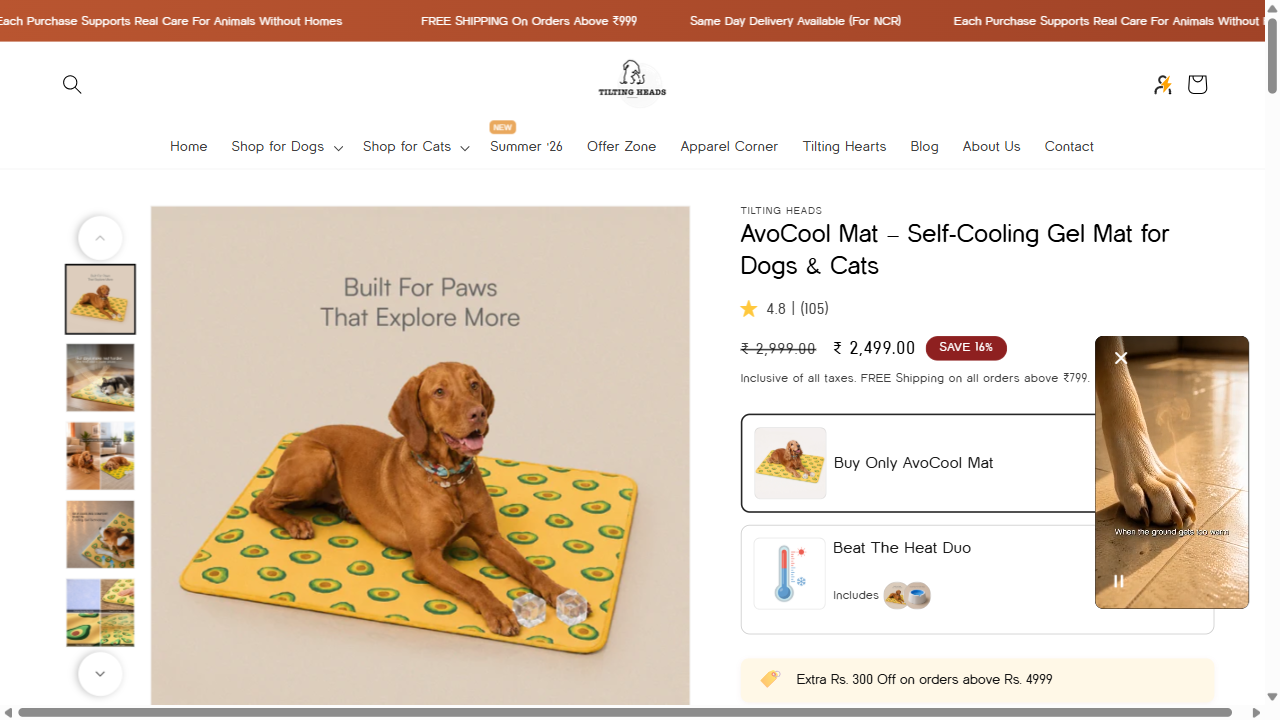 Each Purchase Supports Real Care For Animals Without Homes
FREE SHIPPING On Orders Above ₹999
Same Day Delivery Available (For NCR)
Each Purchase Supports Real Care For Animals Without
TILTING HEADS
NEW
Home
Shop for Dogs
Shop for Cats
Summer '26
Offer Zone
Apparel Corner
Tilting Hearts
Blog
About Us
Contact
Built For Paws
That Explore More
TILTING HEADS
AvoCool Mat – Self-Cooling Gel Mat for
Dogs & Cats
4.8 | (105)
₹ 2,999.00 ₹ 2,499.00 SAVE 16%
Inclusive of all taxes. FREE Shipping on all orders above ₹799.
Buy Only AvoCool Mat
Beat The Heat Duo
Includes
When the ground gets too warm
Extra Rs. 300 Off on orders above Rs. 4999